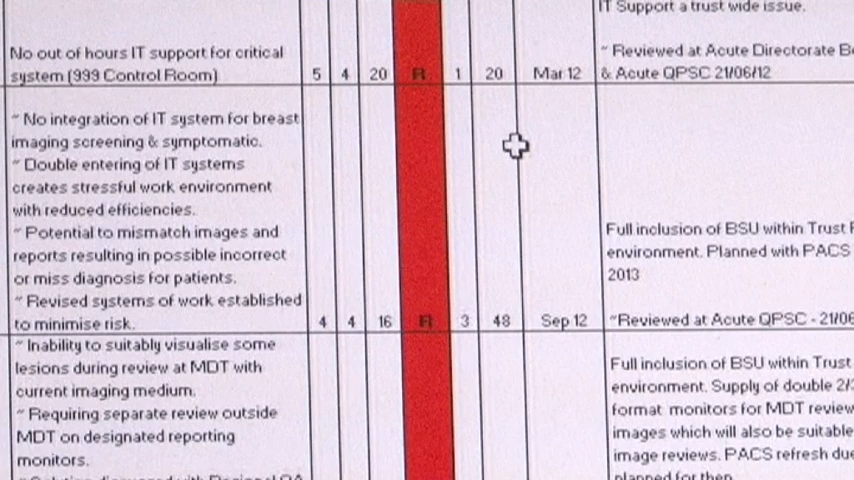 IT Support a trust wide issue.
No out of hours IT support for critical
system (999 Control Room)
5 4 20 R 1 20 Mar 12
~ Reviewed at Acute Directorate
& Acute QPSC 21/06/12
~ No integration of IT system for breast
imaging screening & symptomatic.
~ Double entering of IT systems
creates stressful work environment
with reduced efficiencies.
~ Potential to mismatch images and
reports resulting in possible incorrect
or miss diagnosis for patients.
~ Revised systems of work established
to minimise risk.
4 4 16 R 3 48 Sep 12
Full inclusion of BSU within Trust
environment. Planned with PACS
2013
~Reviewed at Acute QPSC - 21/06
~ Inability to suitably visualise some
lesions during review at MDT with
current imaging medium.
~ Requiring separate review outside
MDT on designated reporting
monitors.
Full inclusion of BSU within Trust
environment. Supply of double
format monitors for MDT review
images which will also be suitable
image reviews. PACS refresh due
planned for then